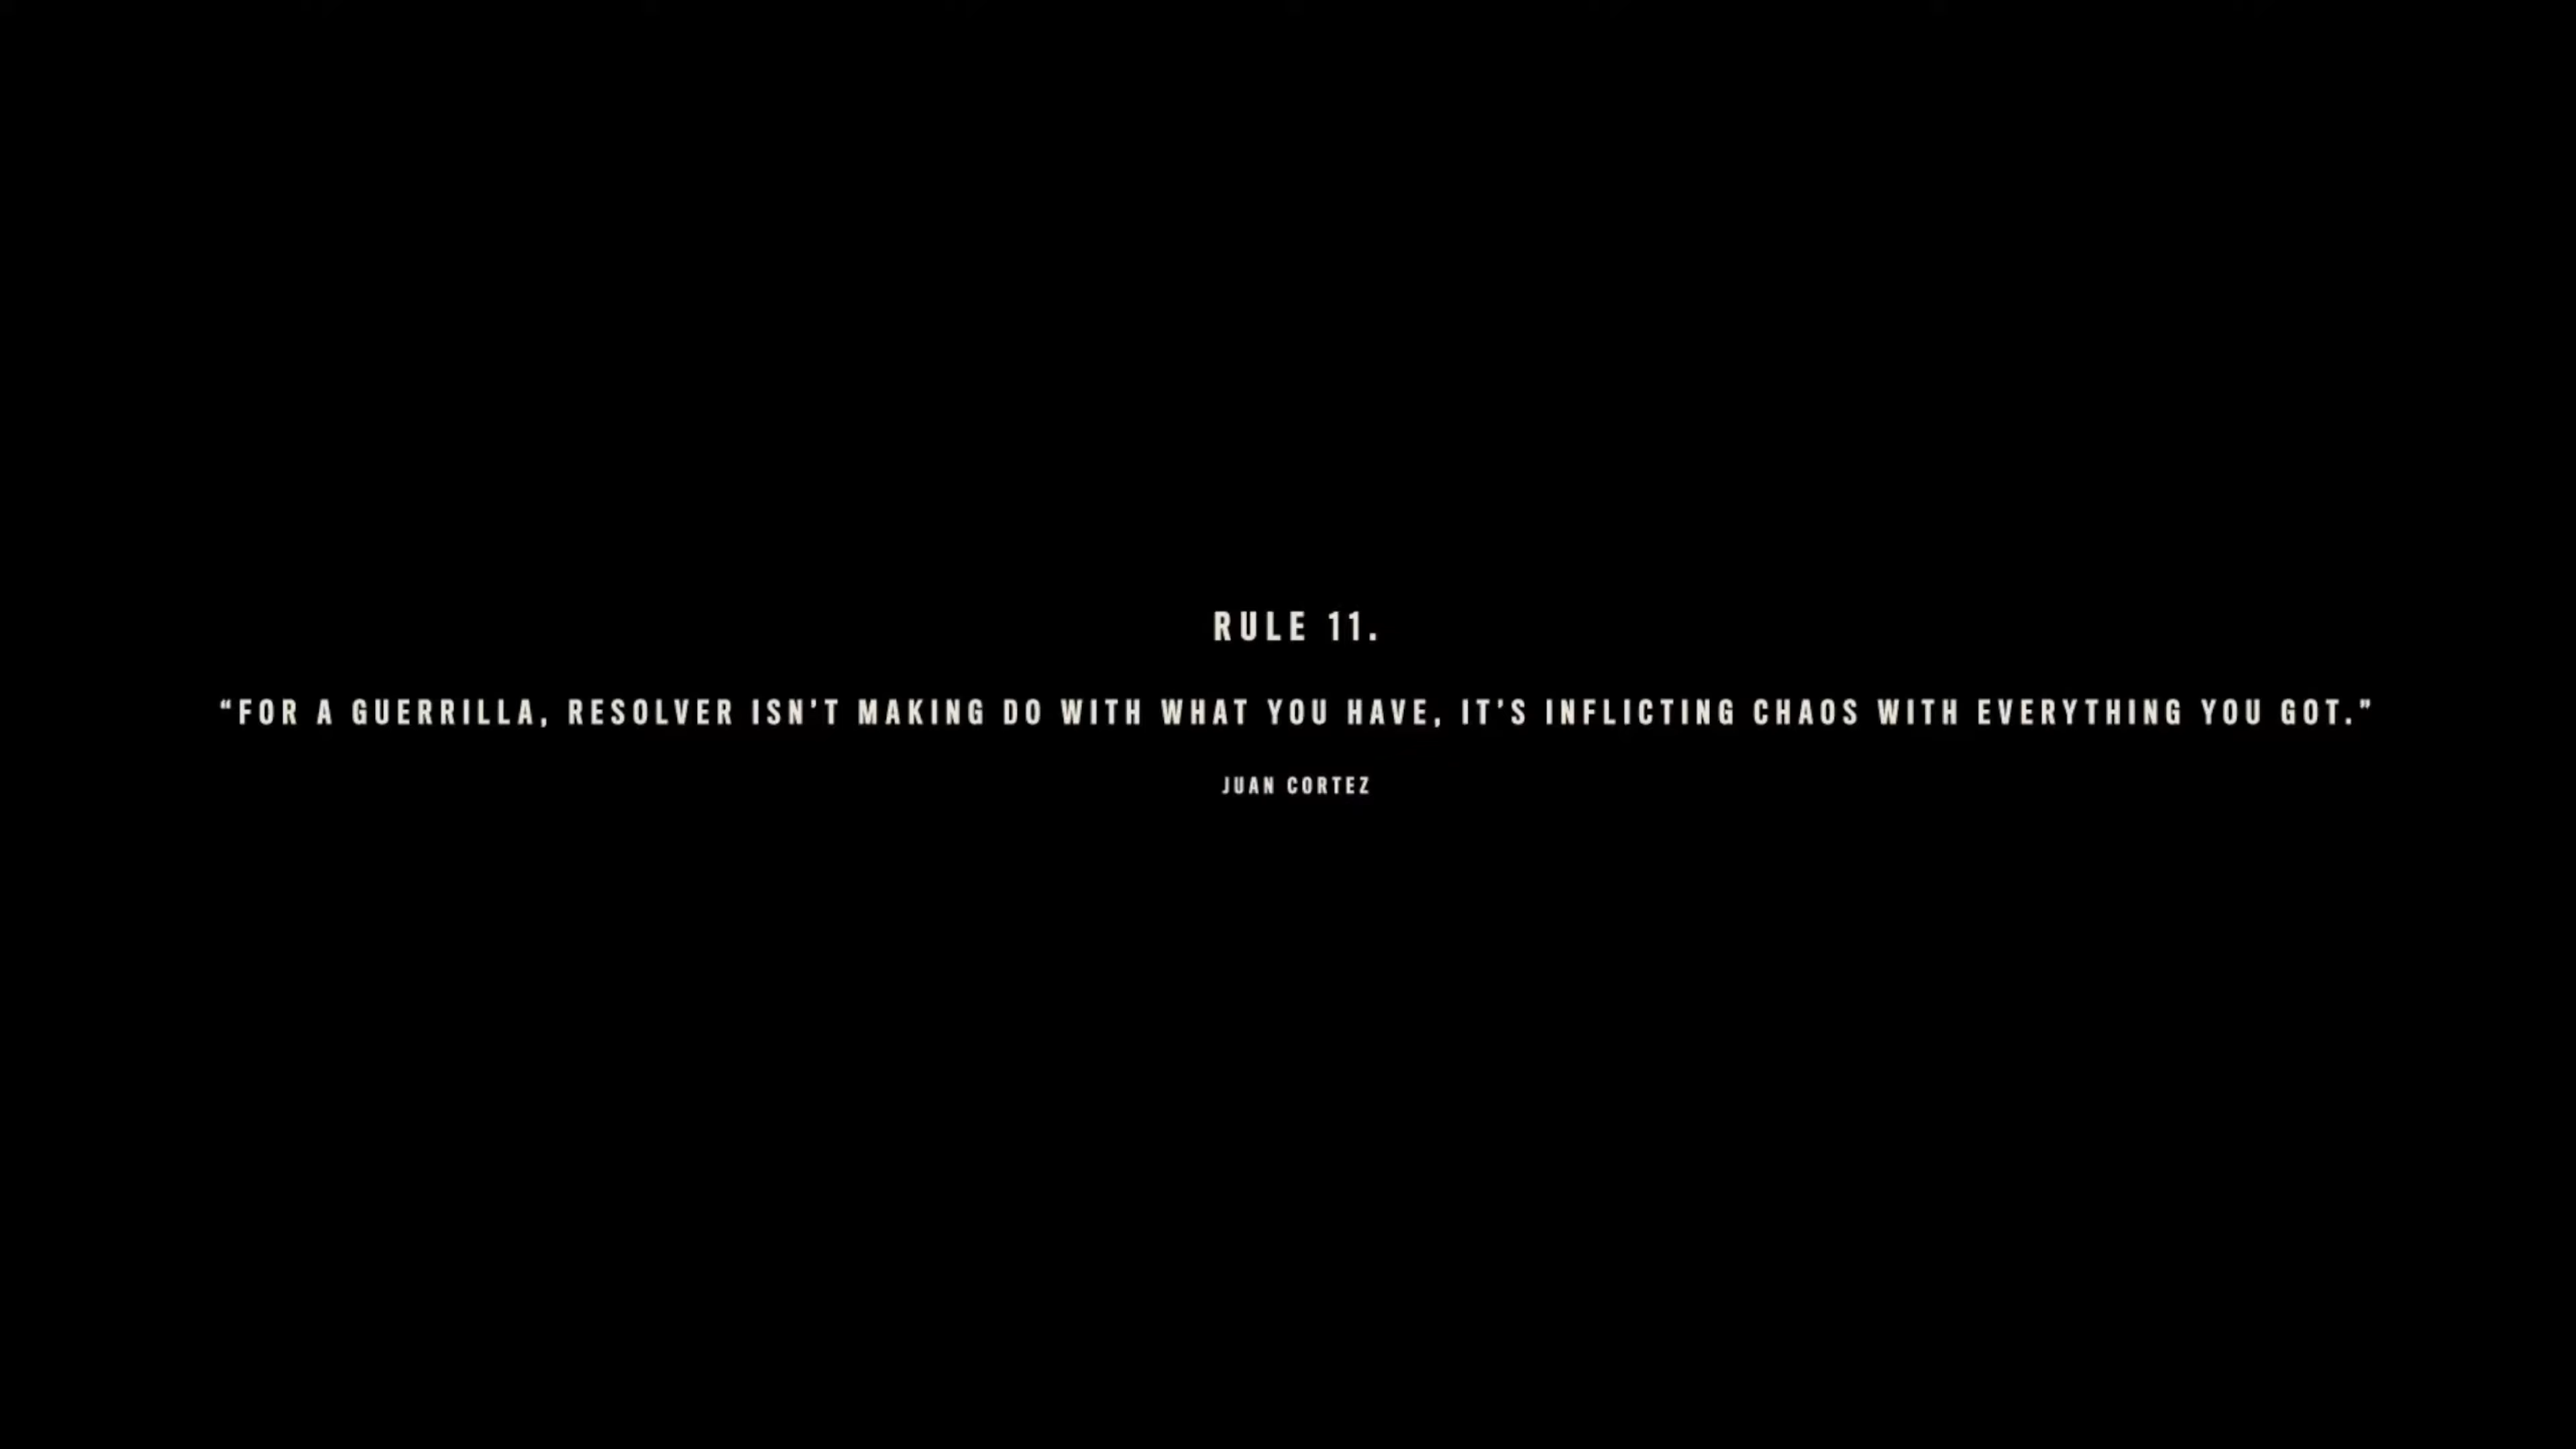 RULE 11.
“FOR A GUERRILLA, RESOLVER ISN’T MAKING DO WITH WHAT YOU HAVE, IT’S INFLICTING CHAOS WITH EVERYTHING YOU GOT.”
JUAN CORTEZ